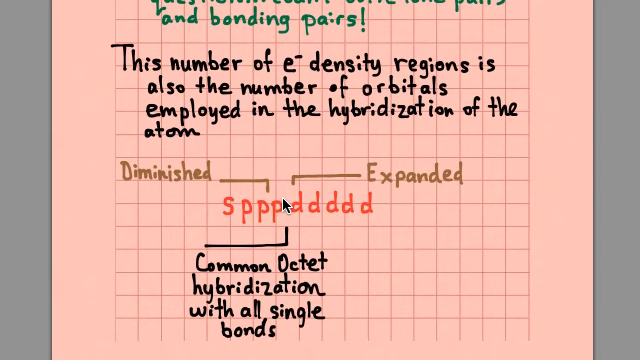 and bonding pairs!
This number of e⁻ density regions is
also the number of orbitals
employed in the hybridization of the
atom
Diminished Expanded
spppddddd
Common Octet
hybridization
with all single
bonds